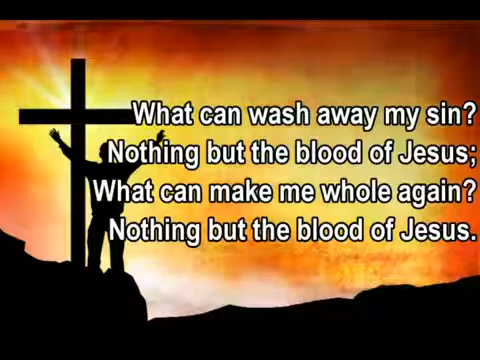 What can wash away my sin?
Nothing but the blood of Jesus;
What can make me whole again?
Nothing but the blood of Jesus.